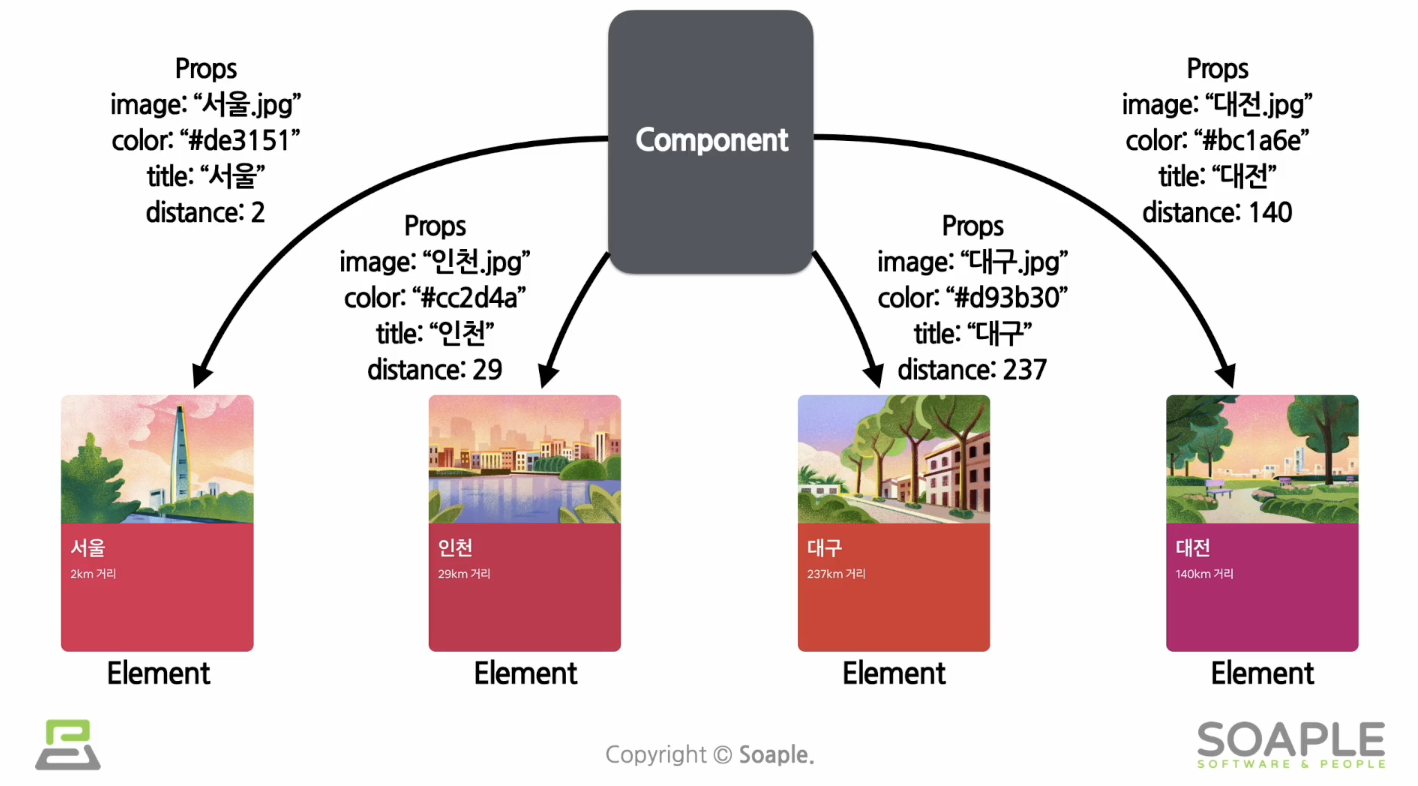 Props
image: “서울.jpg”
color: “#de3151”
title: “서울”
distance: 2
Props
image: “인천.jpg”
color: “#cc2d4a”
title: “인천”
distance: 29
Component
Props
image: “대구.jpg”
color: “#d93b30”
title: “대구”
distance: 237
Props
image: “대전.jpg”
color: “#bc1a6e”
title: “대전”
distance: 140
서울
2km 거리
Element
인천
29km 거리
Element
대구
237km 거리
Element
대전
140km 거리
Element
Copyright © Soaple.
SOAPLE
SOFTWARE & PEOPLE